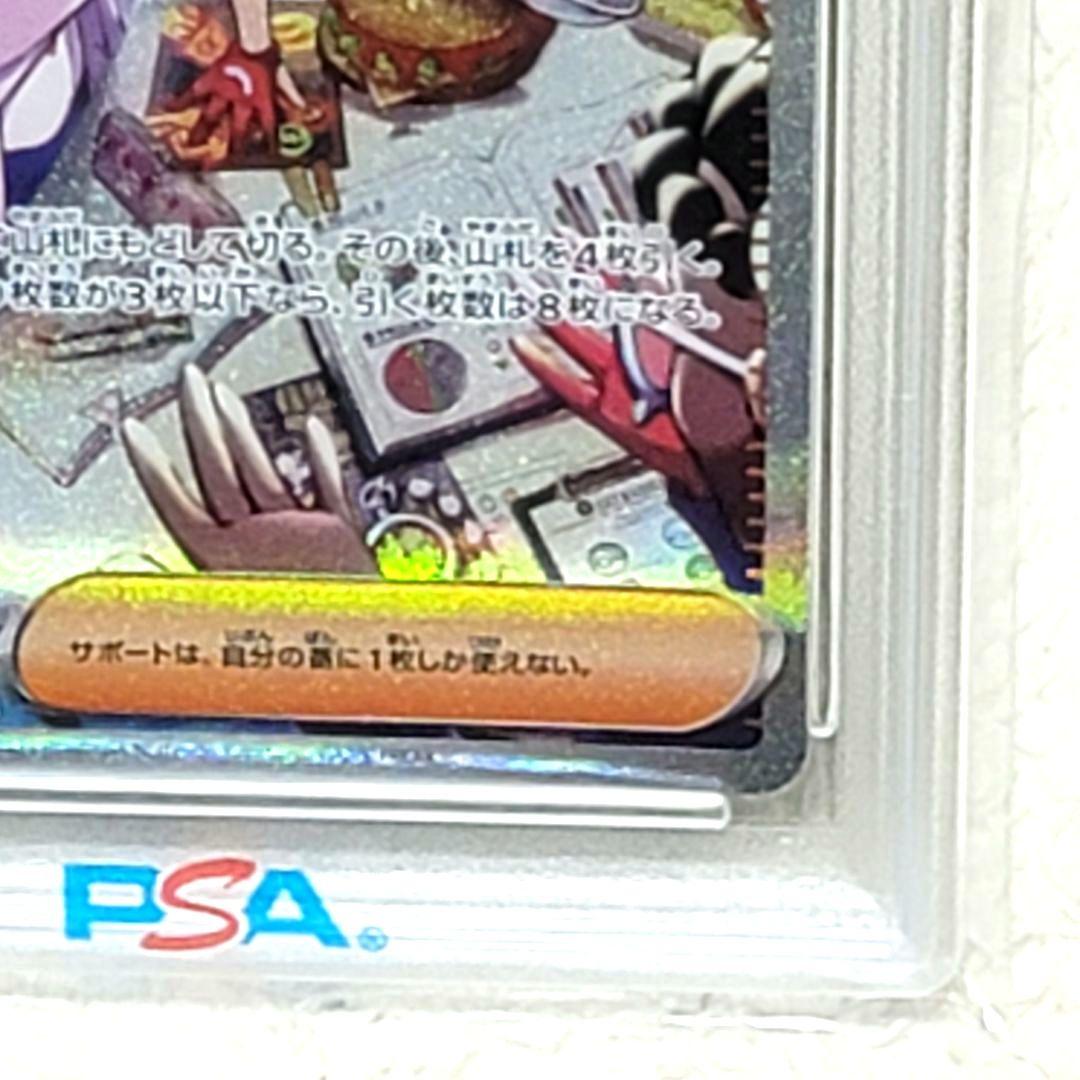 山札にもどして切る。その後、山札を4枚引く。
枚数が3枚以下なら、引く枚数は8枚になる。
サポートは、自分の番に1枚しか使えない。
PSA